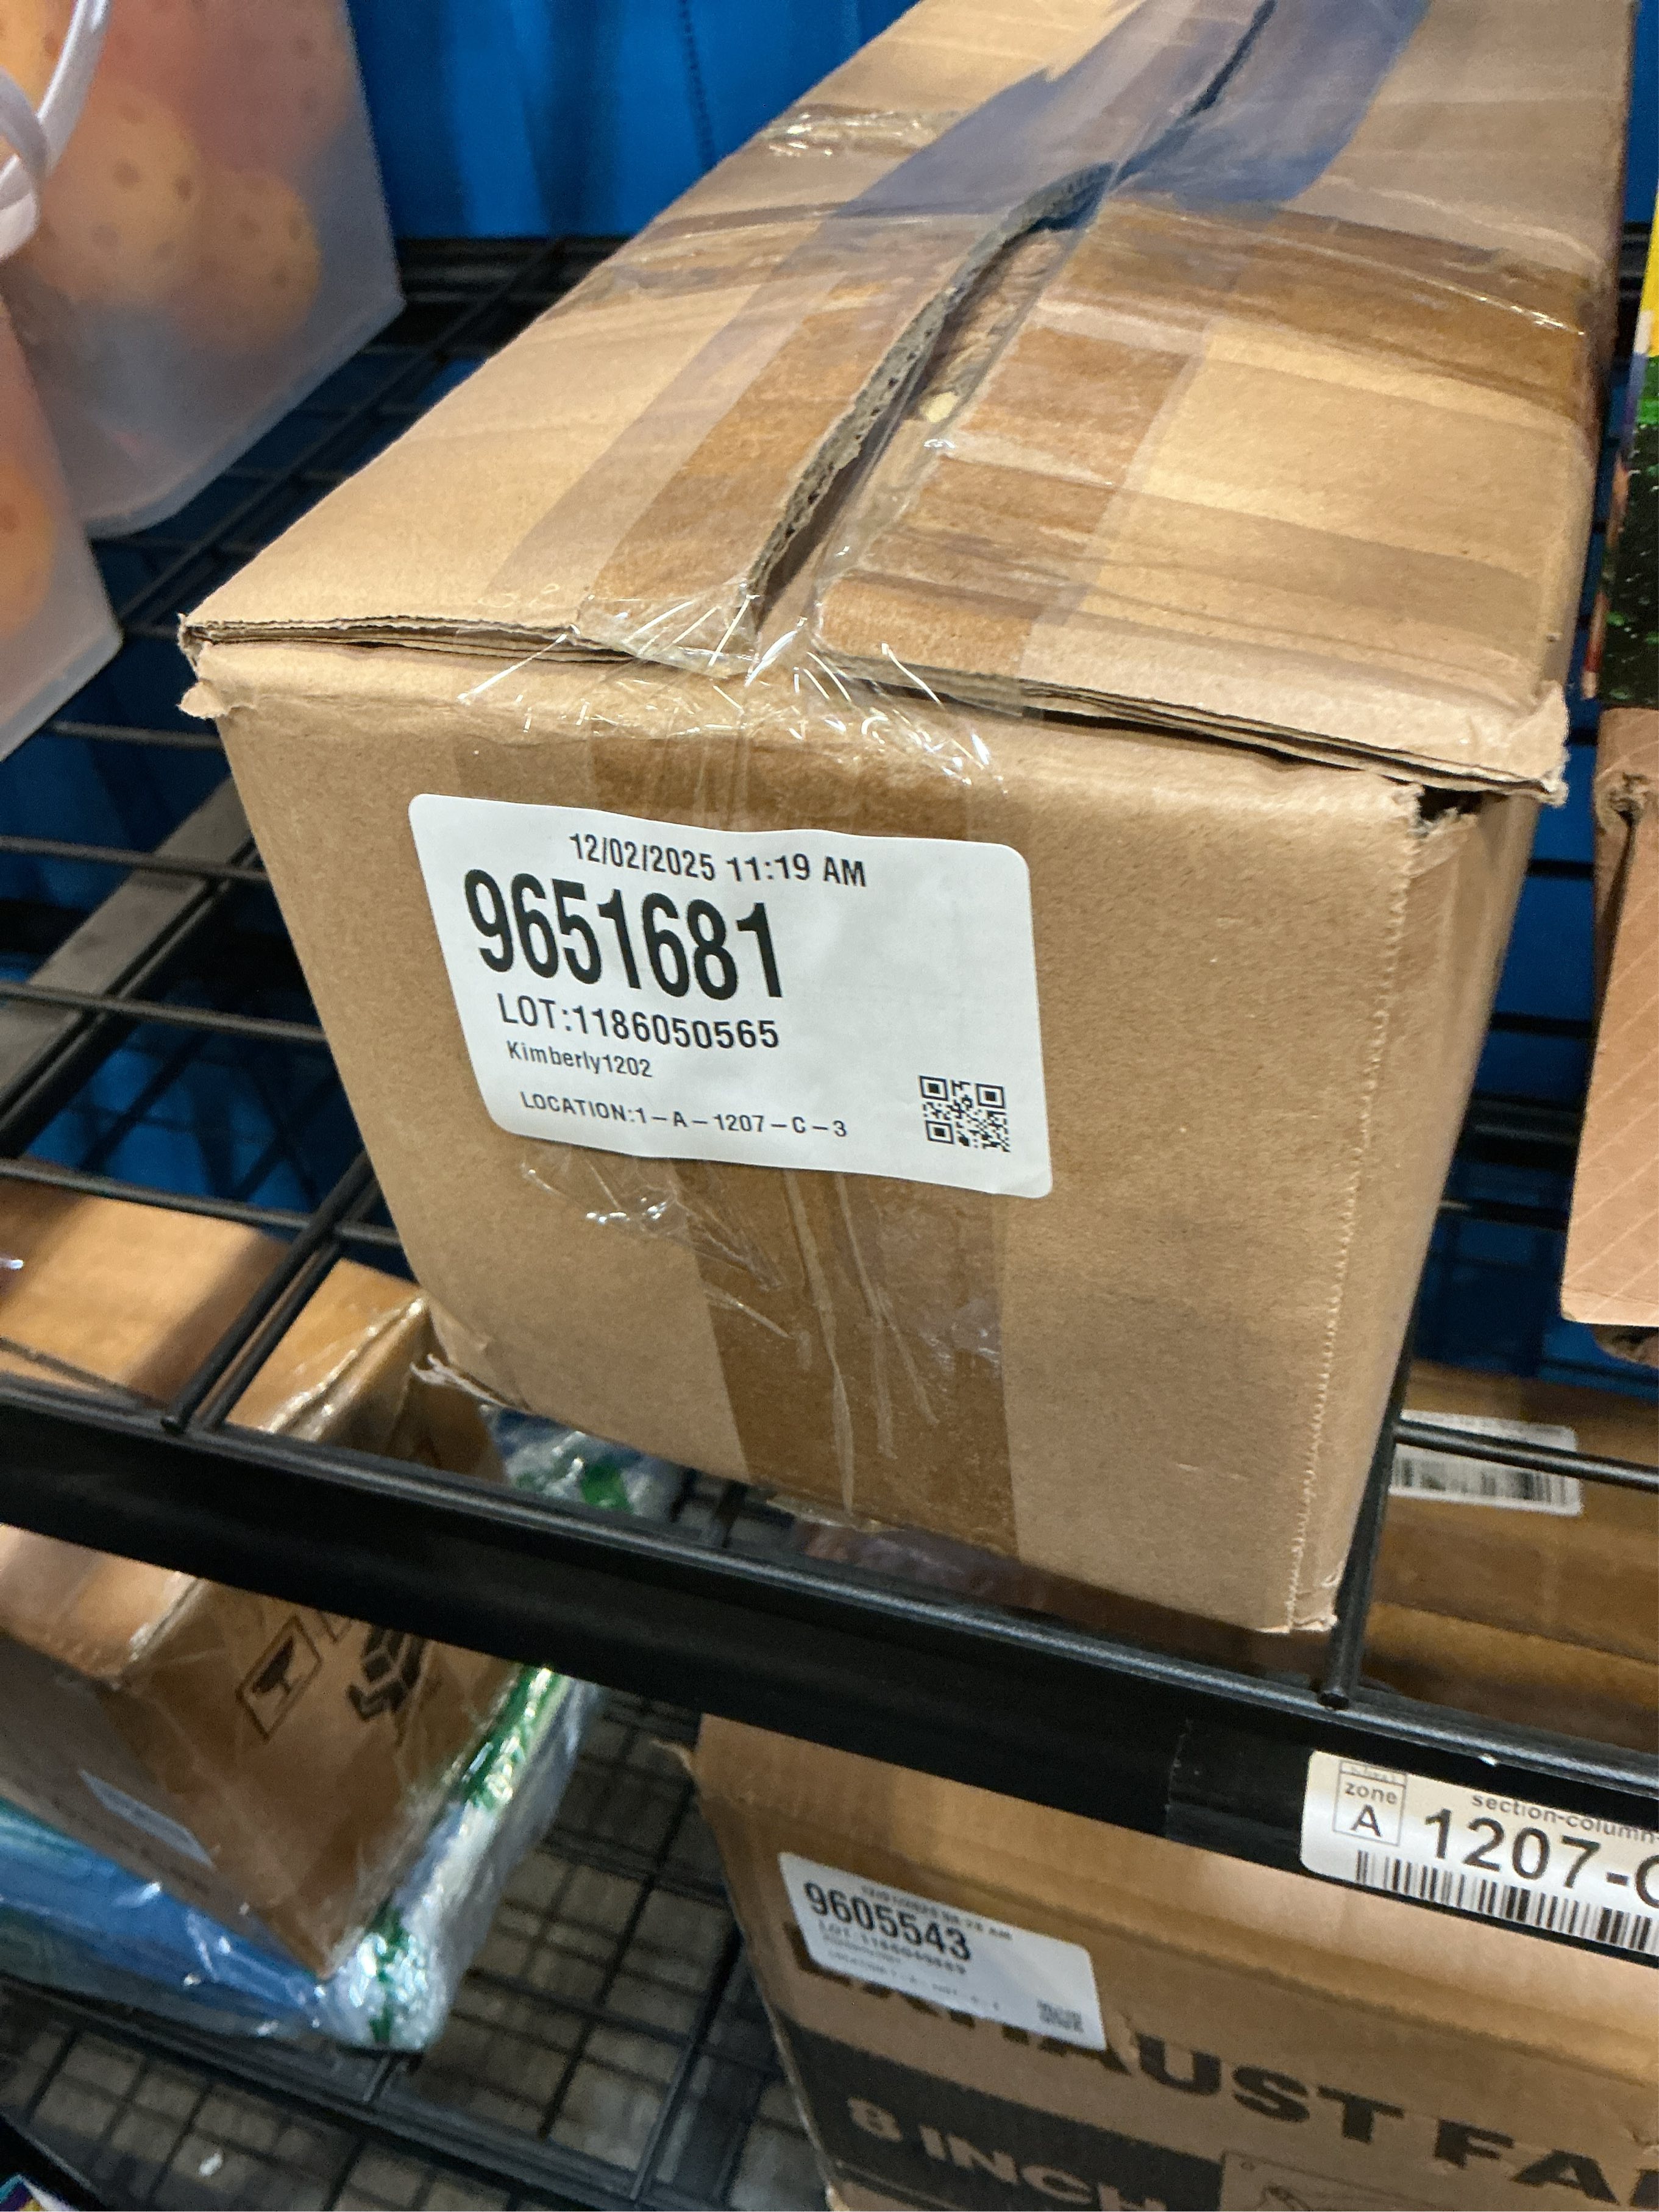 12/02/2025 11:19 AM
9651681
LOT:1186050565
Kimberly1202
LOCATION:1-A-1207-C-3
zone
A
section-column-
1207-C
9605543
EXHAUST FA
8 INCH